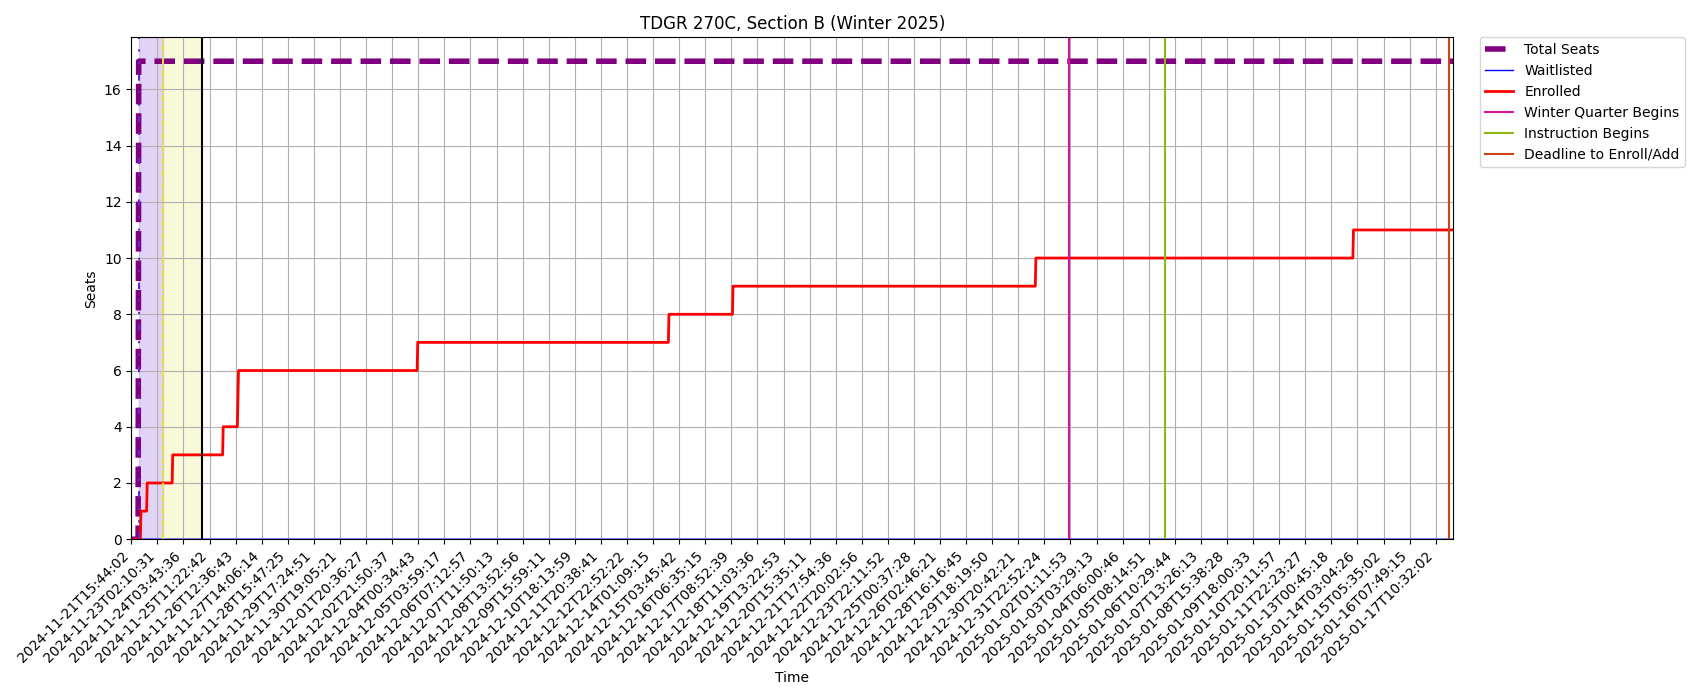 TDGR 270C, Section B (Winter 2025)
Total Seats
Waitlisted
Enrolled
Winter Quarter Begins
Instruction Begins
Deadline to Enroll/Add
Seats
16
14
12
10
8
6
4
2
0
2024-11-21T15:44:02
2024-11-23T02:10:31
2024-11-24T03:43:36
2024-11-25T11:22:42
2024-11-26T12:36:43
2024-11-27T14:06:14
2024-11-28T15:47:25
2024-11-29T17:24:51
2024-11-30T19:05:21
2024-12-01T20:36:27
2024-12-02T21:50:37
2024-12-04T00:34:43
2024-12-05T03:59:17
2024-12-06T07:12:57
2024-12-07T11:50:13
2024-12-08T13:52:56
2024-12-09T15:59:11
2024-12-10T18:13:59
2024-12-11T20:38:41
2024-12-12T22:52:22
2024-12-14T01:09:15
2024-12-15T03:45:42
2024-12-16T06:35:15
2024-12-17T08:52:39
2024-12-18T11:03:36
2024-12-19T13:22:53
2024-12-20T15:35:11
2024-12-21T17:54:36
2024-12-22T20:02:56
2024-12-23T22:11:52
2024-12-25T00:37:28
2024-12-26T02:46:21
2024-12-28T16:16:45
2024-12-29T18:19:50
2024-12-30T20:42:21
2024-12-31T22:52:24
2025-01-02T01:11:53
2025-01-03T03:29:13
2025-01-04T06:00:46
2025-01-05T08:14:51
2025-01-06T10:29:44
2025-01-07T13:26:13
2025-01-08T15:38:28
2025-01-09T18:00:33
2025-01-10T20:11:57
2025-01-11T22:23:27
2025-01-13T00:45:18
2025-01-14T03:04:26
2025-01-15T05:35:02
2025-01-16T07:49:15
2025-01-17T10:32:02
Time